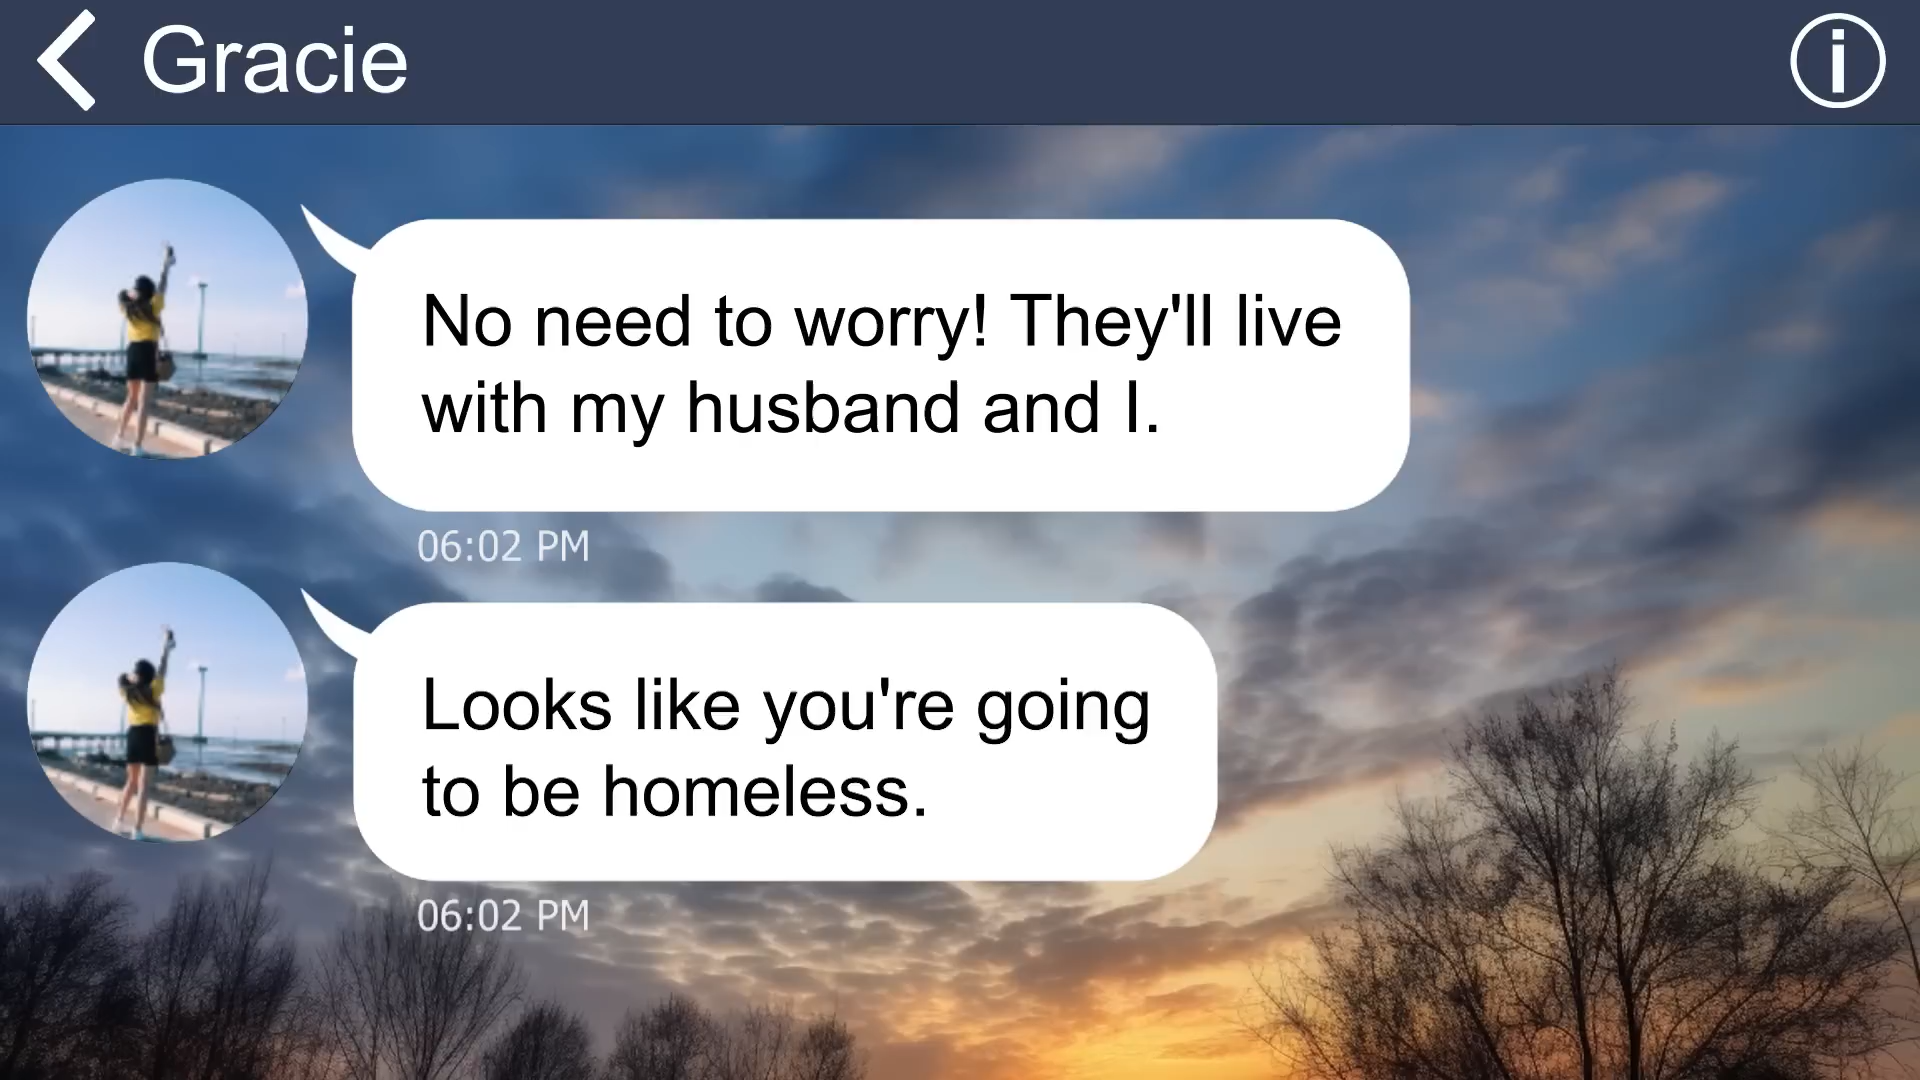 Gracie
No need to worry! They'll live
with my husband and I.
06:02 PM
Looks like you're going
to be homeless.
06:02 PM